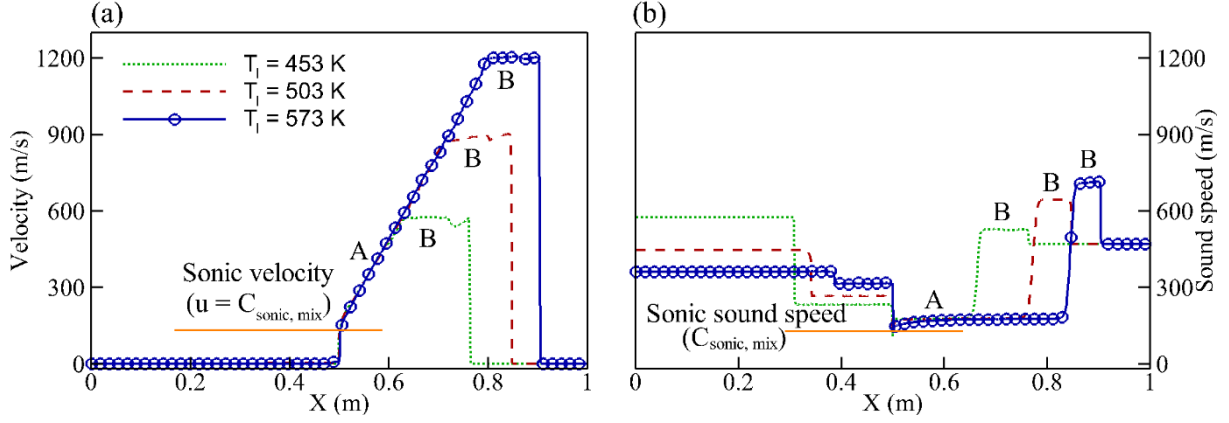 (a)
1200
900
600
300
0
Velocity (m/s)
T_l = 453 K
T_l = 503 K
T_l = 573 K
B
B
B
A
Sonic velocity
(u = C_sonic, mix)
0 0.2 0.4 0.6 0.8 1
X (m)
(b)
1200
900
600
300
0
Sound speed (m/s)
B
B
B
A
Sonic sound speed
(C_sonic, mix)
0 0.2 0.4 0.6 0.8 1
X (m)